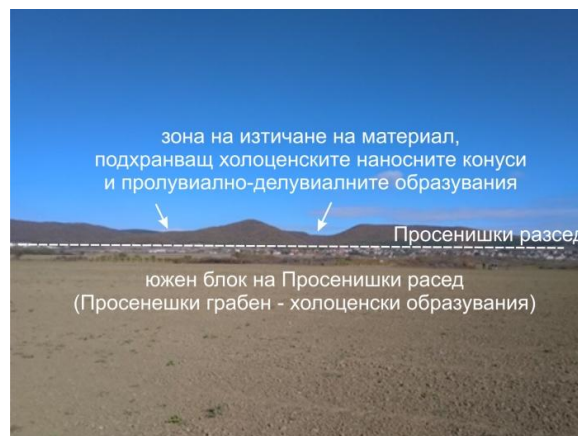 зона на изтичане на материал,
подхранващ холоценските наносните конуси
и пролувиално-делувиалните образувания
Просенишки разсед
южен блок на Просенишки расед
(Просенешки грабен - холоценски образувания)